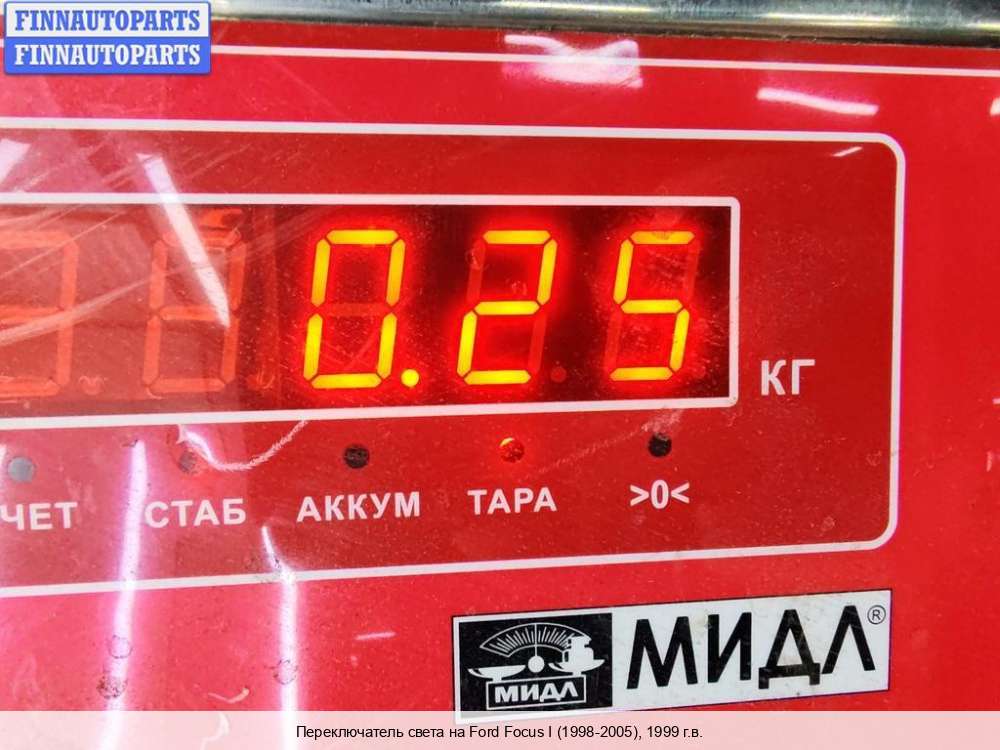 FINNAUTOPARTS
FINNAUTOPARTS
0.25
КГ
ЧЕТ СТАБ АККУМ ТАРА >0<
МИДЛ
МИДЛ®
Переключатель света на Ford Focus I (1998-2005), 1999 г.в.